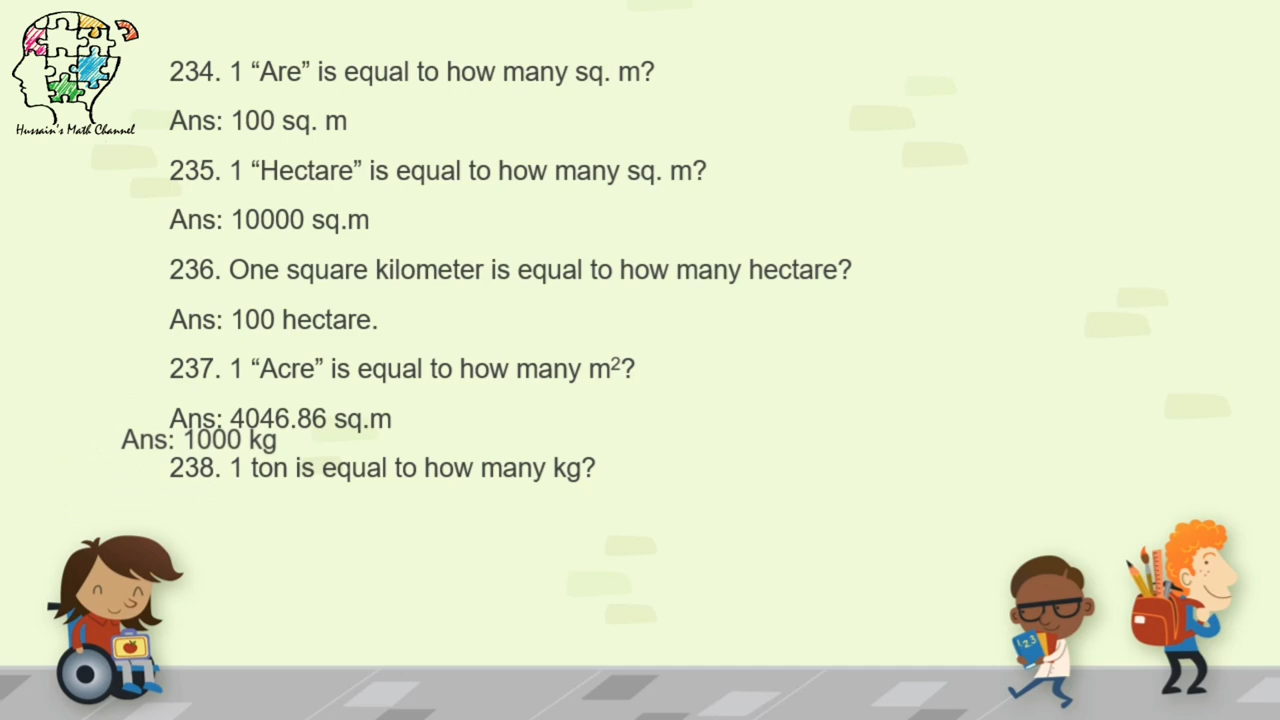 Hussain's Math Channel
234. 1 “Are” is equal to how many sq. m?
Ans: 100 sq. m
235. 1 “Hectare” is equal to how many sq. m?
Ans: 10000 sq.m
236. One square kilometer is equal to how many hectare?
Ans: 100 hectare.
237. 1 “Acre” is equal to how many m²?
Ans: 4046.86 sq.m
Ans: 1000 kg
238. 1 ton is equal to how many kg?
123